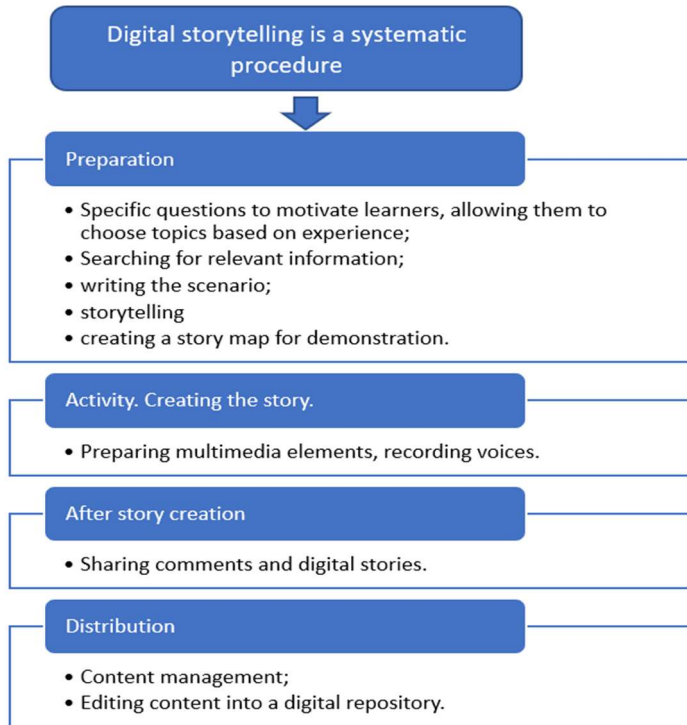 Digital storytelling is a systematic
procedure
Preparation
• Specific questions to motivate learners, allowing them to
choose topics based on experience;
• Searching for relevant information;
• writing the scenario;
• storytelling
• creating a story map for demonstration.
Activity. Creating the story.
• Preparing multimedia elements, recording voices.
After story creation
• Sharing comments and digital stories.
Distribution
• Content management;
• Editing content into a digital repository.